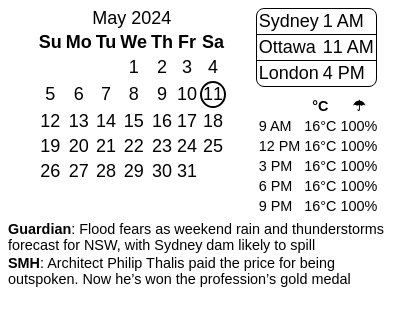 May 2024
Su Mo Tu We Th Fr Sa
1 2 3 4
5 6 7 8 9 10 11
12 13 14 15 16 17 18
19 20 21 22 23 24 25
26 27 28 29 30 31
Sydney 1 AM
Ottawa 11 AM
London 4 PM
°C ☂
9 AM 16°C 100%
12 PM 16°C 100%
3 PM 16°C 100%
6 PM 16°C 100%
9 PM 16°C 100%
Guardian: Flood fears as weekend rain and thunderstorms
forecast for NSW, with Sydney dam likely to spill
SMH: Architect Philip Thalis paid the price for being
outspoken. Now he’s won the profession’s gold medal